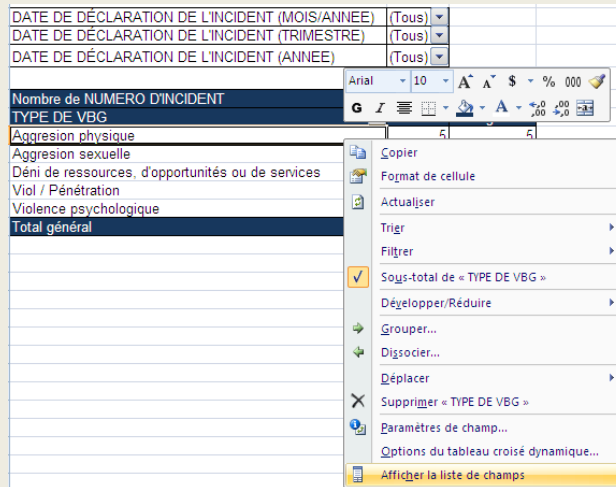 DATE DE DÉCLARATION DE L'INCIDENT (MOIS/ANNEE) (Tous)
DATE DE DÉCLARATION DE L'INCIDENT (TRIMESTRE) (Tous)
DATE DE DÉCLARATION DE L'INCIDENT (ANNEE) (Tous)
Arial 10 A A $ % 000
G I A ,00 ,00
Nombre de NUMERO D'INCIDENT
TYPE DE VBG
Aggresion physique 5 5
Aggresion sexuelle
Déni de ressources, d'opportunités ou de services
Viol / Pénétration
Violence psychologique
Total général
Copier
Format de cellule
Actualiser
Trier
Filtrer
Sous-total de « TYPE DE VBG »
Développer/Réduire
Grouper...
Dissocier...
Déplacer
Supprimer « TYPE DE VBG »
Paramètres de champ...
Options du tableau croisé dynamique...
Afficher la liste de champs